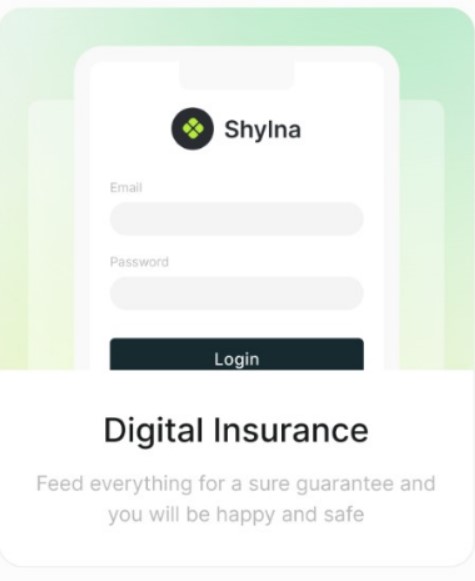 Shylna
Email
Password
Login
Digital Insurance
Feed everything for a sure guarantee and
you will be happy and safe